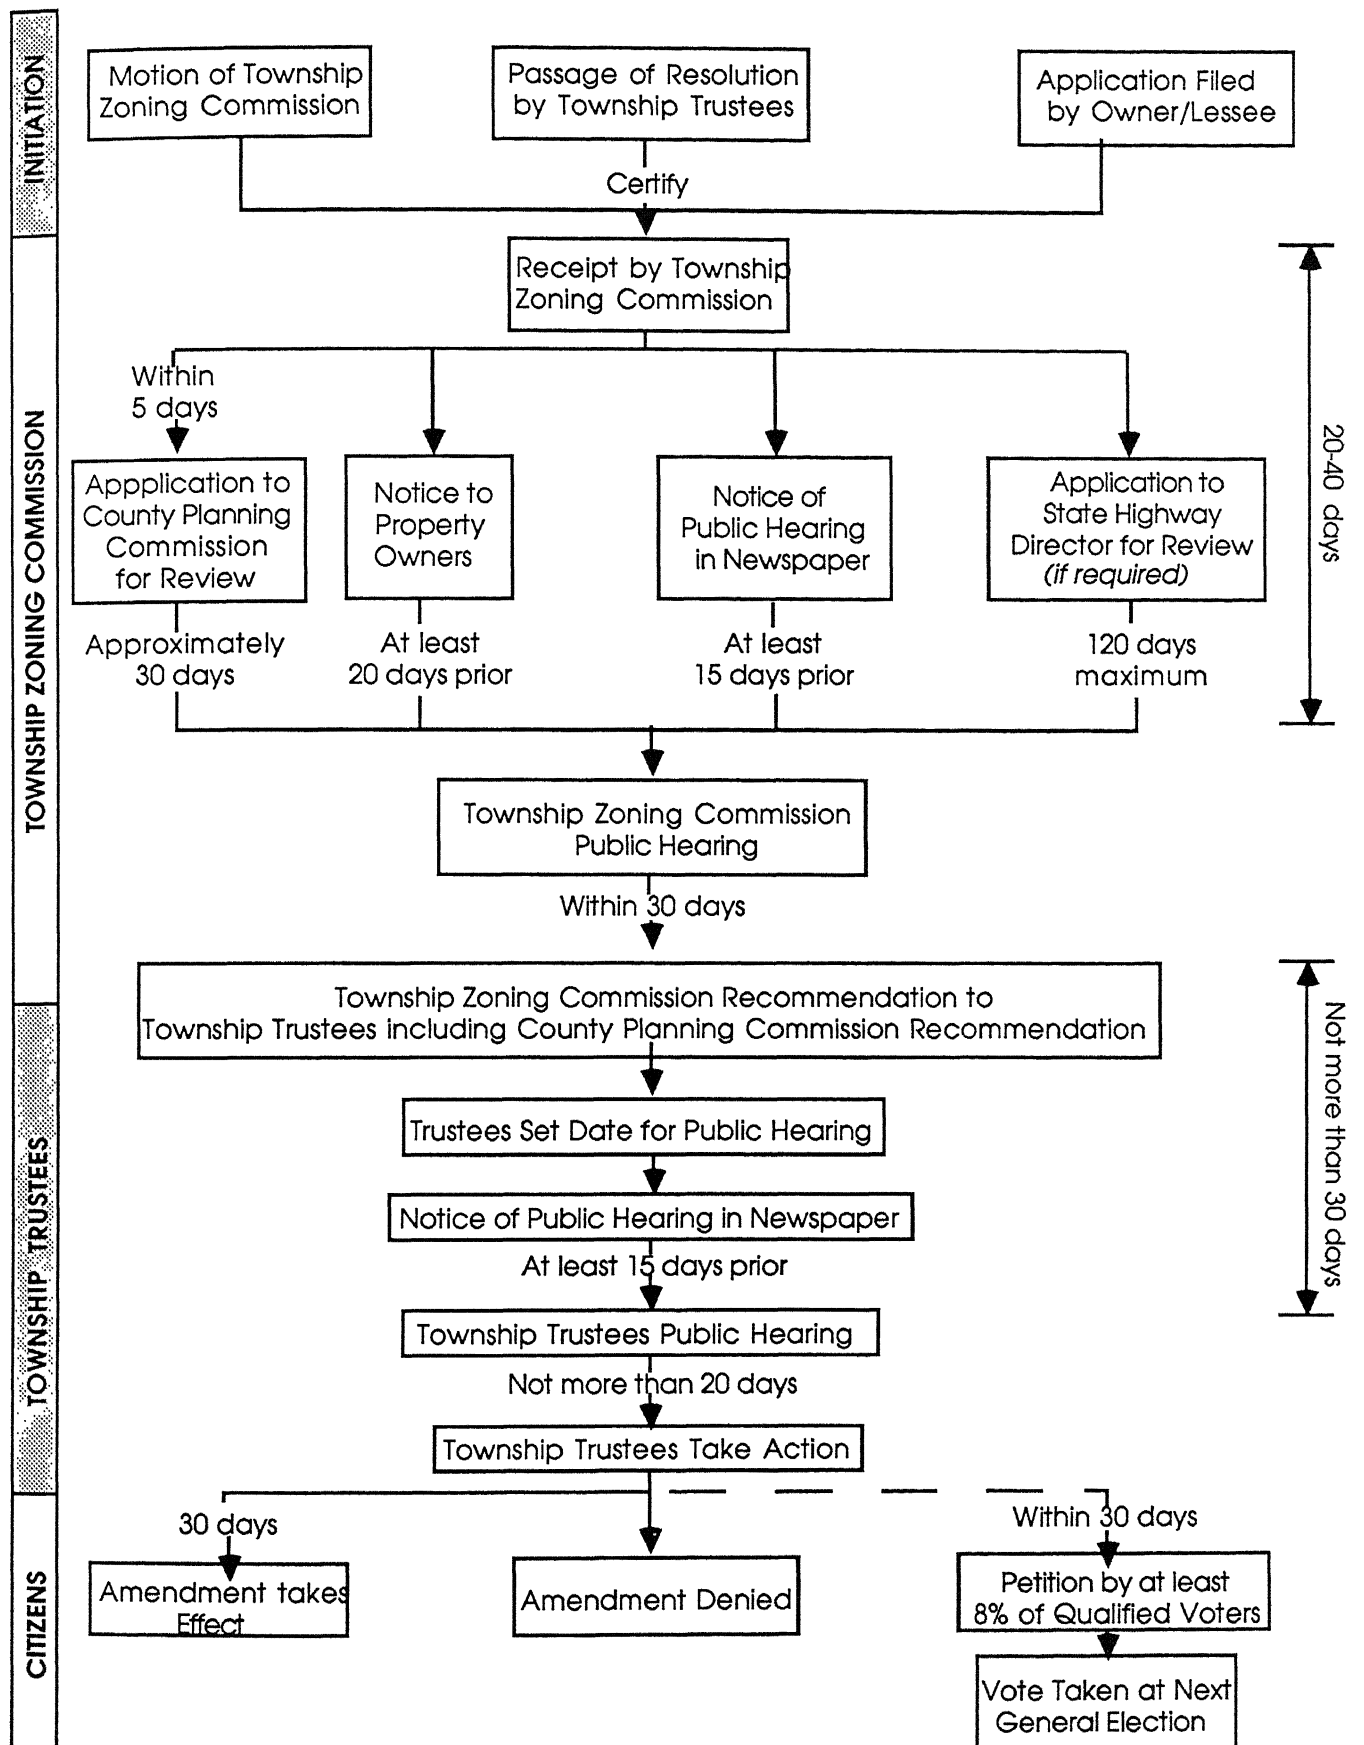 INITIATION
Motion of Township
Zoning Commission
Passage of Resolution
by Township Trustees
Application Filed
by Owner/Lessee
Certify
TOWNSHIP ZONING COMMISSION
Receipt by Township
Zoning Commission
Within
5 days
Appplication to
County Planning
Commission
for Review
Notice to
Property
Owners
Notice of
Public Hearing
in Newspaper
Application to
State Highway
Director for Review
(if required)
20-40 days
Approximately
30 days
At least
20 days prior
At least
15 days prior
120 days
maximum
Township Zoning Commission
Public Hearing
Within 30 days
Township Zoning Commission Recommendation to
Township Trustees including County Planning Commission Recommendation
TOWNSHIP TRUSTEES
Trustees Set Date for Public Hearing
Notice of Public Hearing in Newspaper
At least 15 days prior
Not more than 30 days
Township Trustees Public Hearing
Not more than 20 days
Township Trustees Take Action
CITIZENS
30 days
Within 30 days
Amendment takes
Effect
Amendment Denied
Petition by at least
8% of Qualified Voters
Vote Taken at Next
General Election